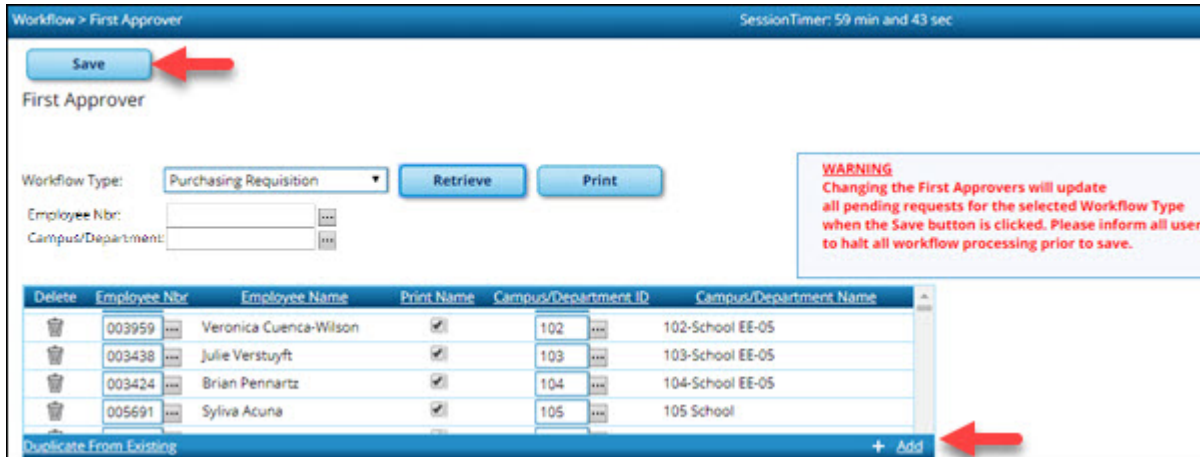 Workflow > First Approver SessionTimer: 59 min and 43 sec
Save
First Approver
Workflow Type: Purchasing Requisition Retrieve Print
Employee Nbr: ...
Campus/Department: ...
WARNING
Changing the First Approvers will update
all pending requests for the selected Workflow Type
when the Save button is clicked. Please inform all user
to halt all workflow processing prior to save.
Delete Employee Nbr Employee Name Print Name Campus/Department ID Campus/Department Name
003959 ... Veronica Cuenca-Wilson 102 ... 102-School EE-05
003438 ... Julie Verstuyft 103 ... 103-School EE-05
003424 ... Brian Pennartz 104 ... 104-School EE-05
005691 ... Syliva Acuna 105 ... 105 School
Duplicate From Existing + Add